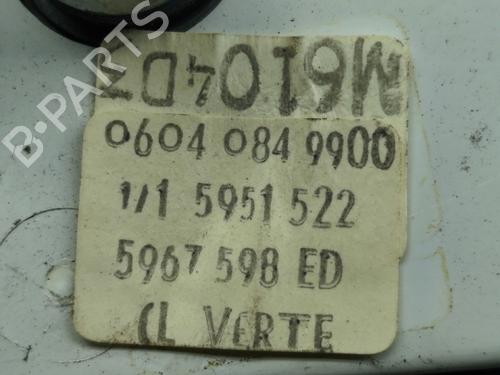 B-PARTS
M6104D
0604 084 9900
1/1 5951 522
5967 598 ED
CL VERTE